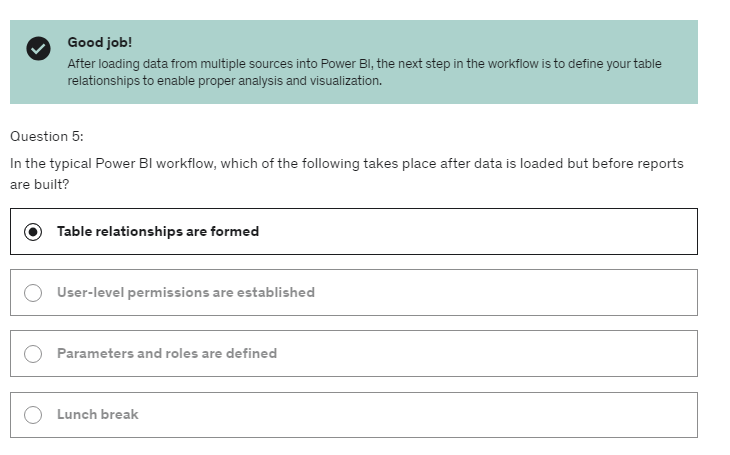 Good job!
After loading data from multiple sources into Power BI, the next step in the workflow is to define your table
relationships to enable proper analysis and visualization.
Question 5:
In the typical Power BI workflow, which of the following takes place after data is loaded but before reports
are built?
Table relationships are formed
User-level permissions are established
Parameters and roles are defined
Lunch break